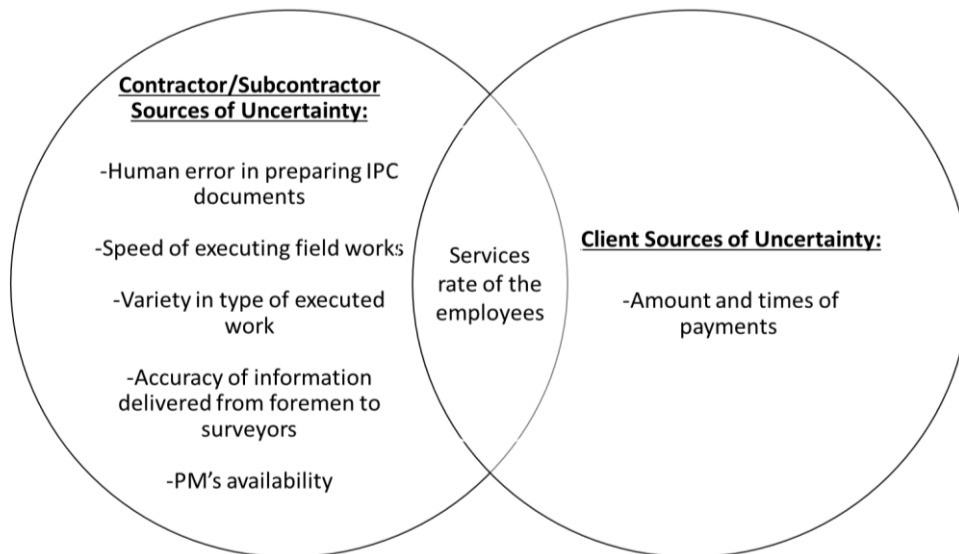 Contractor/Subcontractor
Sources of Uncertainty:
-Human error in preparing IPC
documents
-Speed of executing field works
-Variety in type of executed
work
-Accuracy of information
delivered from foremen to
surveyors
-PM's availability
Services
rate of the
employees
Client Sources of Uncertainty:
-Amount and times of
payments